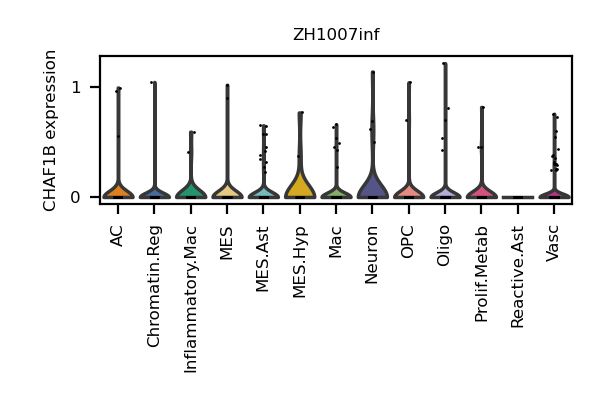 ZH1007inf
CHAF1B expression
1
0
AC
Chromatin.Reg
Inflammatory.Mac
MES
MES.Ast
MES.Hyp
Mac
Neuron
OPC
Oligo
Prolif.Metab
Reactive.Ast
Vasc